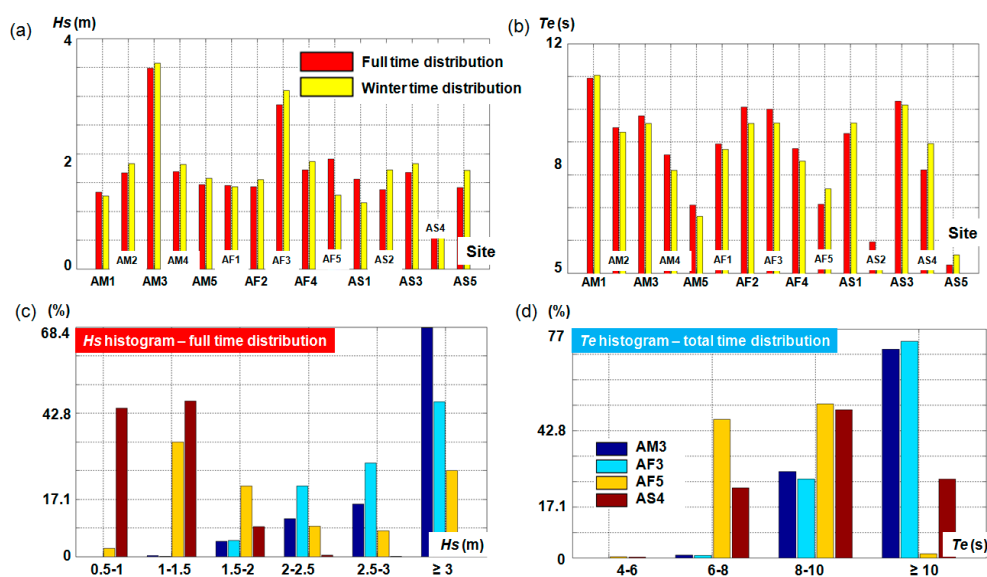 (a) Hs (m)
4
Full time distribution
Winter time distribution
2
AM2 AM4 AF1 AF3 AF5 AS2 AS4
Site
0
AM1 AM3 AM5 AF2 AF4 AS1 AS3 AS5
(b) Te (s)
12
8
AM2 AM4 AF1 AF3 AF5 AS2 AS4
Site
5
AM1 AM3 AM5 AF2 AF4 AS1 AS3 AS5
(c) (%)
68.4
Hs histogram – full time distribution
42.8
17.1
0
Hs (m)
0.5-1 1-1.5 1.5-2 2-2.5 2.5-3 ≥ 3
(d) (%)
77
Te histogram – total time distribution
42.8
AM3
AF3
AF5
AS4
17.1
0
Te (s)
4-6 6-8 8-10 ≥ 10